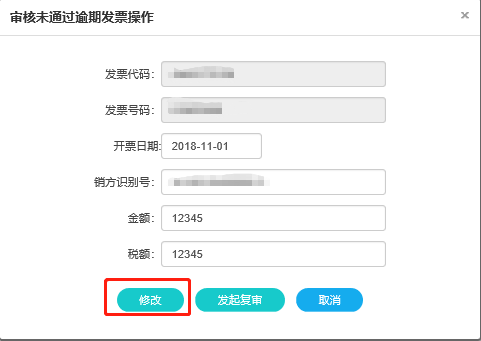 审核未通过逾期发票操作 ×
发票代码：
发票号码：
开票日期: 2018-11-01
销方识别号：
金额： 12345
税额： 12345
修改 发起复审 取消